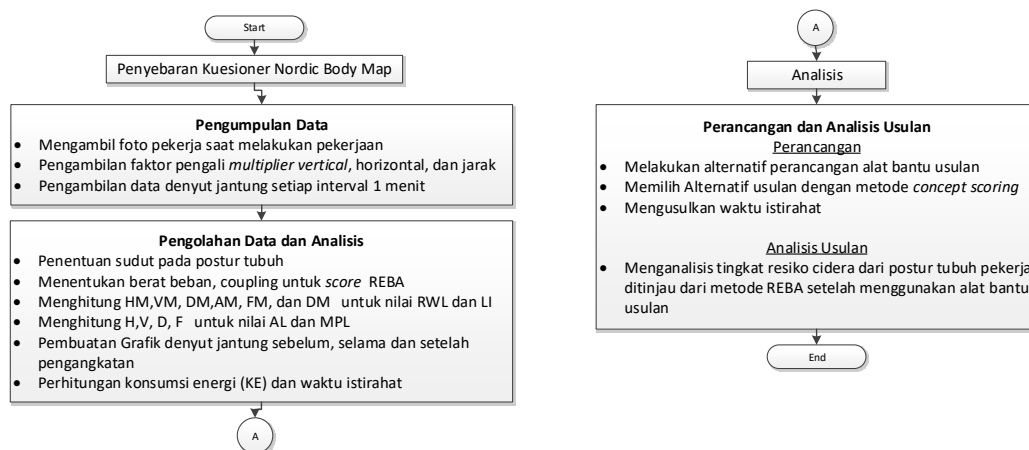 Start
Penyebaran Kuesioner Nordic Body Map
Pengumpulan Data
• Mengambil foto pekerja saat melakukan pekerjaan
• Pengambilan faktor pengali multiplier vertical, horizontal, dan jarak
• Pengambilan data denyut jantung setiap interval 1 menit
Pengolahan Data dan Analisis
• Penentuan sudut pada postur tubuh
• Menentukan berat beban, coupling untuk score REBA
• Menghitung HM,VM, DM,AM, FM, dan DM untuk nilai RWL dan LI
• Menghitung H,V, D, F untuk nilai AL dan MPL
• Pembuatan Grafik denyut jantung sebelum, selama dan setelah
pengangkatan
• Perhitungan konsumsi energi (KE) dan waktu istirahat
A
A
Analisis
Perancangan dan Analisis Usulan
Perancangan
• Melakukan alternatif perancangan alat bantu usulan
• Memilih Alternatif usulan dengan metode concept scoring
• Mengusulkan waktu istirahat
Analisis Usulan
• Menganalisis tingkat resiko cidera dari postur tubuh pekerja
ditinjau dari metode REBA setelah menggunakan alat bantu
usulan
End